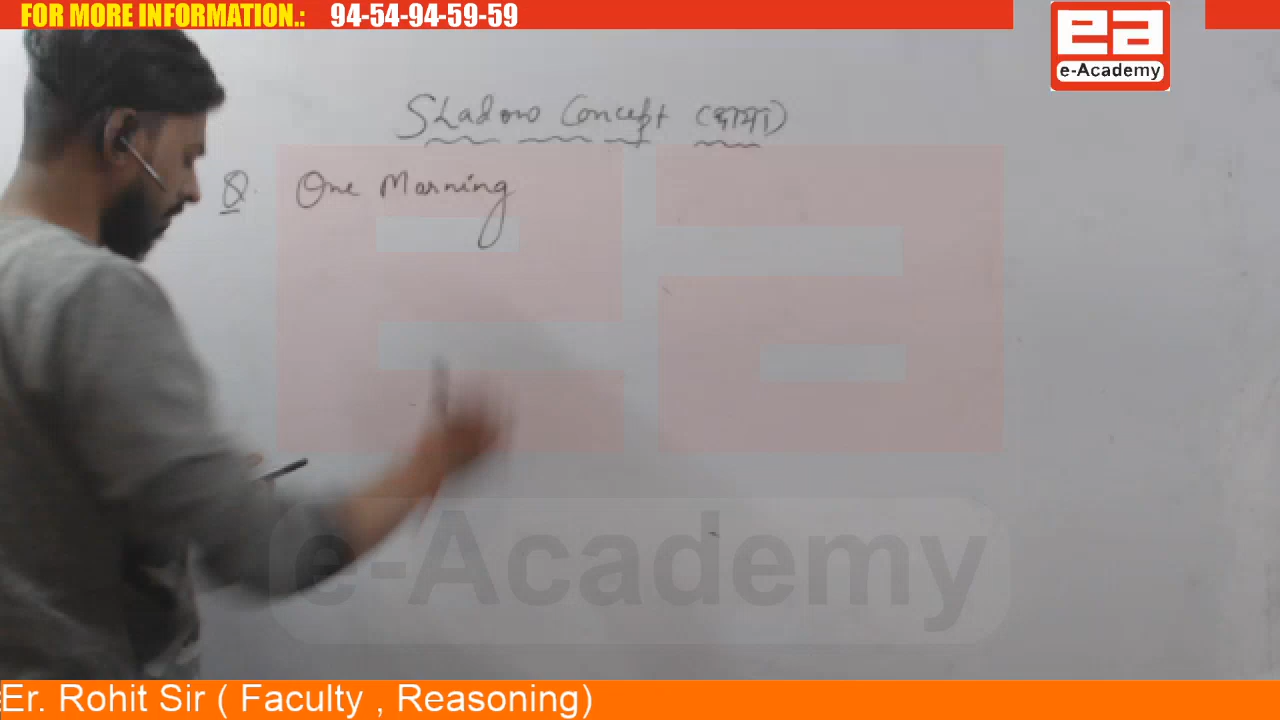 FOR MORE INFORMATION.: 94-54-94-59-59
ea
e-Academy
Shadow Concept (छाया)
Q. One Morning
ea
e-Academy
Er. Rohit Sir ( Faculty , Reasoning)